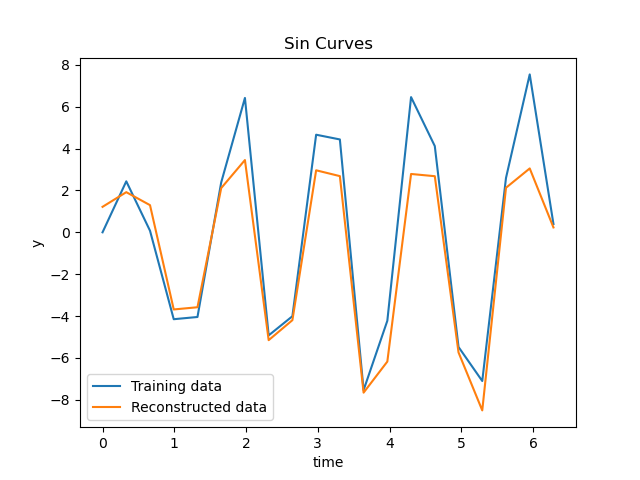 Sin Curves
8
6
4
2
0
−2
−4
−6
−8
y
Training data
Reconstructed data
0 1 2 3 4 5 6
time